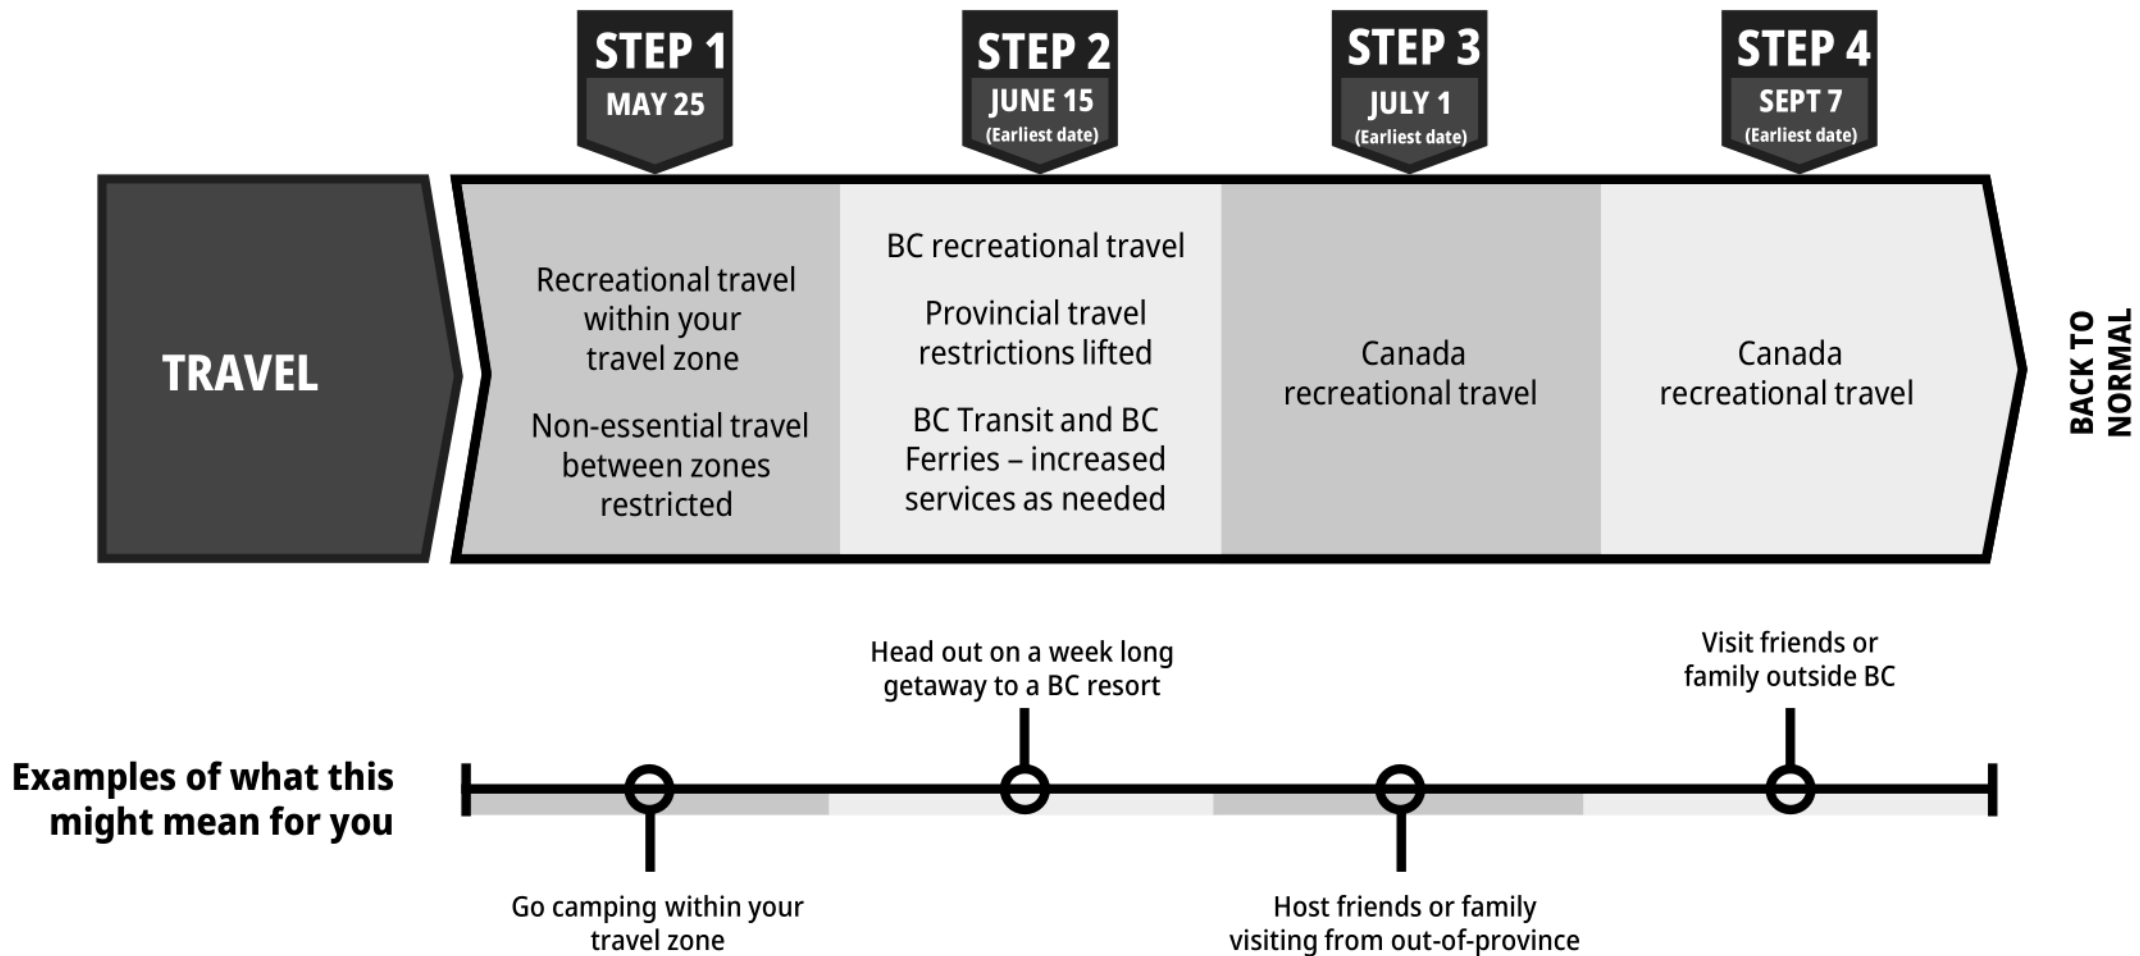 STEP 1
MAY 25
STEP 2
JUNE 15
(Earliest date)
STEP 3
JULY 1
(Earliest date)
STEP 4
SEPT 7
(Earliest date)
TRAVEL
Recreational travel
within your
travel zone
Non-essential travel
between zones
restricted
BC recreational travel
Provincial travel
restrictions lifted
BC Transit and BC
Ferries – increased
services as needed
Canada
recreational travel
Canada
recreational travel
BACK TO
NORMAL
Examples of what this
might mean for you
Go camping within your
travel zone
Head out on a week long
getaway to a BC resort
Host friends or family
visiting from out-of-province
Visit friends or
family outside BC